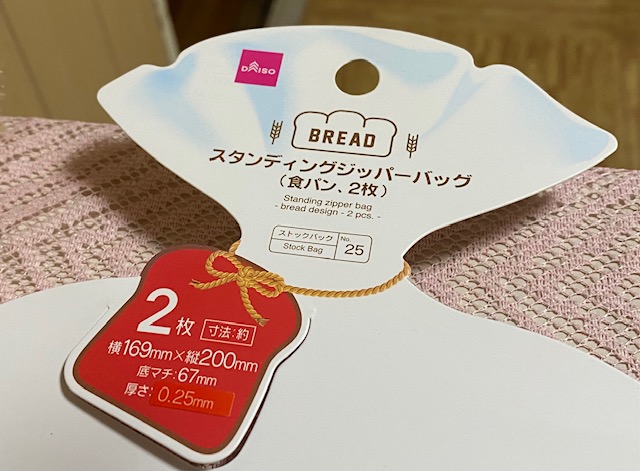 DAISO
BREAD
スタンディングジッパーバッグ
(食パン、2枚)
Standing zipper bag
- bread design - 2 pcs. -
ストックバック No.
Stock Bag 25
2枚 寸法:約
横169mm×縦200mm
底マチ:67mm
厚さ:0.25mm